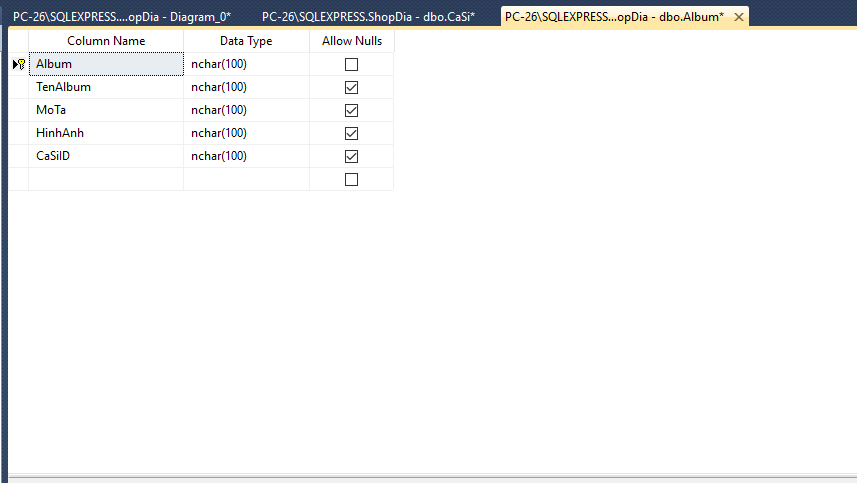 PC-26\SQLEXPRESS....opDia - Diagram_0* PC-26\SQLEXPRESS.ShopDia - dbo.CaSi* PC-26\SQLEXPRESS...opDia - dbo.Album*
Column Name Data Type Allow Nulls
Album nchar(100)
TenAlbum nchar(100)
MoTa nchar(100)
HinhAnh nchar(100)
CaSiID nchar(100)